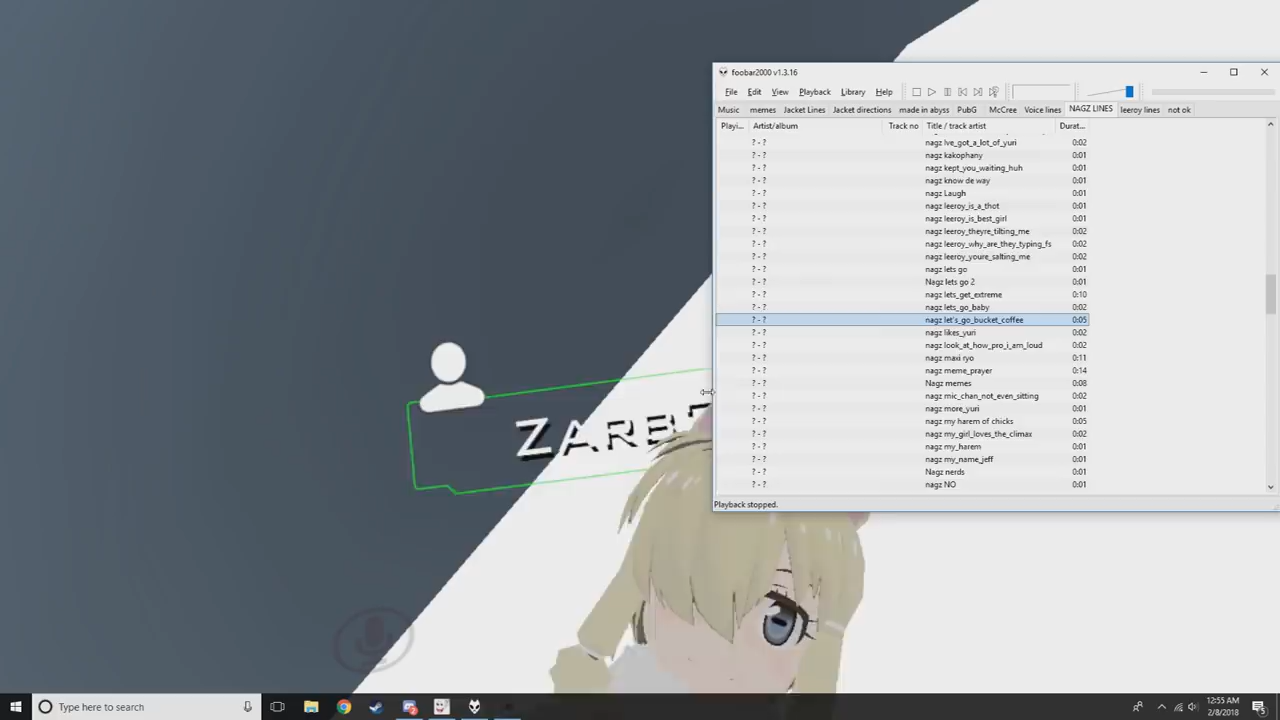 foobar2000 v1.3.16
File Edit View Playback Library Help
Music memes Jacket Lines Jacket directions made in abyss PubG McCree Voice lines NAGZ LINES leeroy lines not ok
Playi... Artist/album Track no Title / track artist Durat...
? - ? nagz Ive_got_a_lot_of_yuri 0:02
? - ? nagz kakophany 0:01
? - ? nagz kept_you_waiting_huh 0:02
? - ? nagz know de way 0:01
? - ? nagz Laugh 0:01
? - ? nagz leeroy_is_a_thot 0:01
? - ? nagz leeroy_is_best_girl 0:01
? - ? nagz leeroy_theyre_tilting_me 0:02
? - ? nagz leeroy_why_are_they_typing_fs 0:02
? - ? nagz leeroy_youre_salting_me 0:02
? - ? nagz lets go 0:01
? - ? Nagz lets go 2 0:01
? - ? nagz lets_get_extreme 0:10
? - ? nagz lets_go_baby 0:02
? - ? nagz let's_go_bucket_coffee 0:05
? - ? nagz likes_yuri 0:02
? - ? nagz look_at_how_pro_i_am_loud 0:02
? - ? nagz maxi ryo 0:11
? - ? nagz meme_prayer 0:14
? - ? Nagz memes 0:08
? - ? nagz mic_chan_not_even_sitting 0:02
? - ? nagz more_yuri 0:01
? - ? nagz my harem of chicks 0:05
? - ? nagz my_girl_loves_the_climax 0:02
? - ? nagz my_harem 0:01
? - ? nagz my_name_jeff 0:01
? - ? Nagz nerds 0:01
? - ? nagz NO 0:01
Playback stopped.
ZARB
Type here to search
12:55 AM
2/8/2018